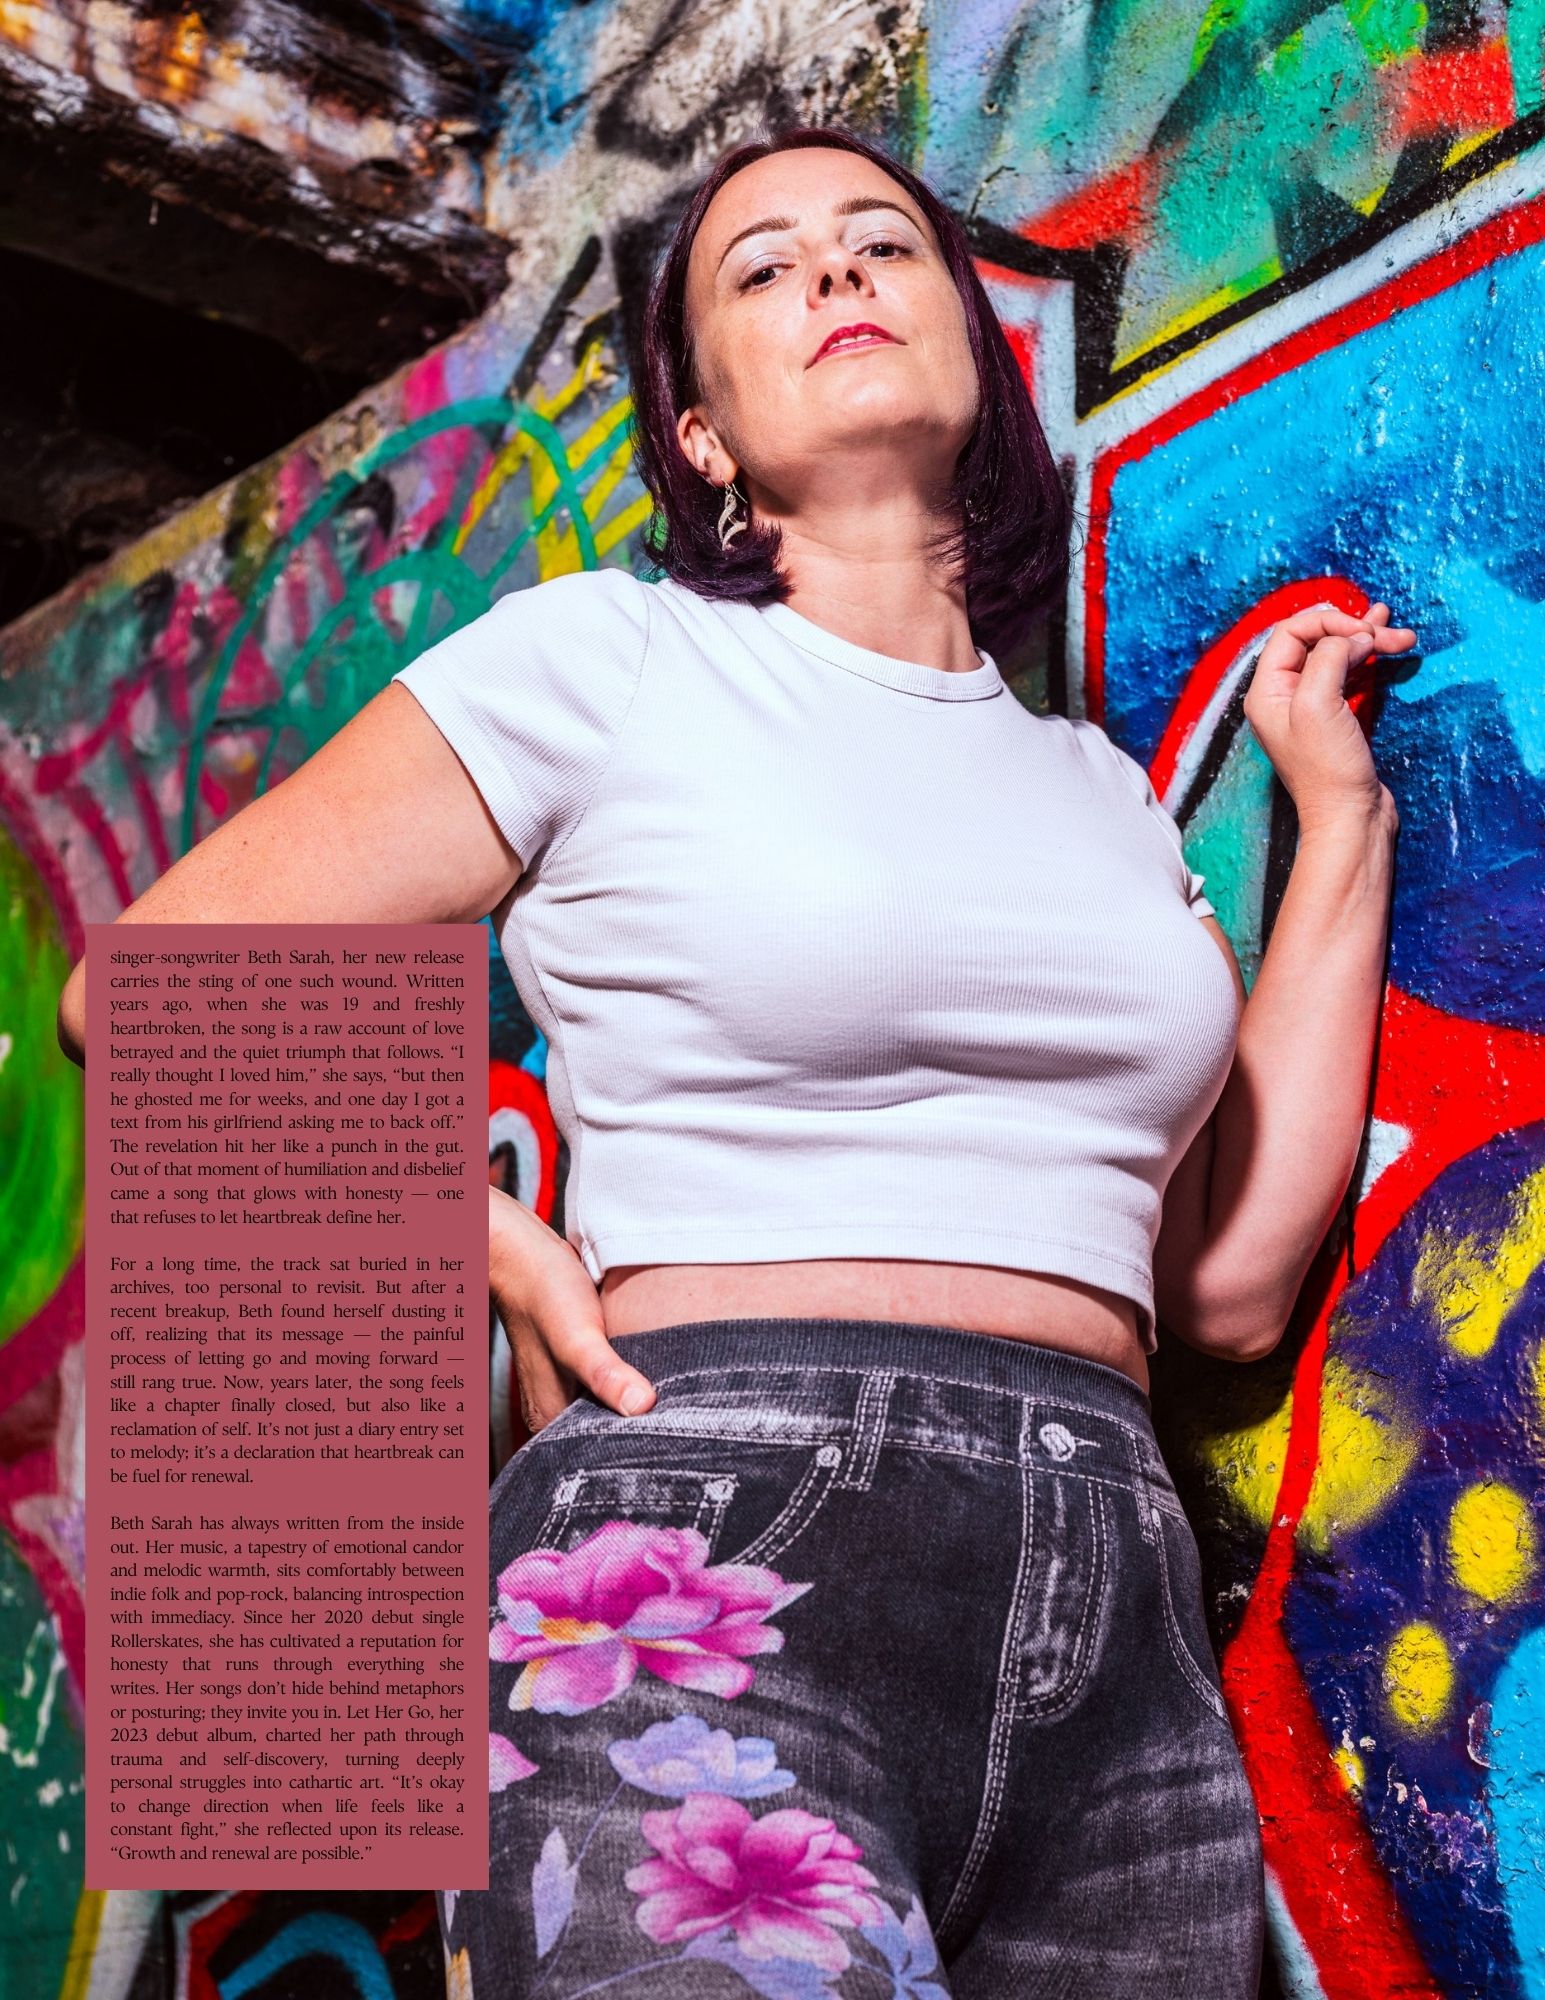 singer-songwriter Beth Sarah, her new release
carries the sting of one such wound. Written
years ago, when she was 19 and freshly
heartbroken, the song is a raw account of love
betrayed and the quiet triumph that follows. “I
really thought I loved him,” she says, “but then
he ghosted me for weeks, and one day I got a
text from his girlfriend asking me to back off.”
The revelation hit her like a punch in the gut.
Out of that moment of humiliation and disbelief
came a song that glows with honesty — one
that refuses to let heartbreak define her.
For a long time, the track sat buried in her
archives, too personal to revisit. But after a
recent breakup, Beth found herself dusting it
off, realizing that its message — the painful
process of letting go and moving forward —
still rang true. Now, years later, the song feels
like a chapter finally closed, but also like a
reclamation of self. It’s not just a diary entry set
to melody; it’s a declaration that heartbreak can
be fuel for renewal.
Beth Sarah has always written from the inside
out. Her music, a tapestry of emotional candor
and melodic warmth, sits comfortably between
indie folk and pop-rock, balancing introspection
with immediacy. Since her 2020 debut single
Rollerskates, she has cultivated a reputation for
honesty that runs through everything she
writes. Her songs don’t hide behind metaphors
or posturing; they invite you in. Let Her Go, her
2023 debut album, charted her path through
trauma and self-discovery, turning deeply
personal struggles into cathartic art. “It’s okay
to change direction when life feels like a
constant fight,” she reflected upon its release.
“Growth and renewal are possible.”